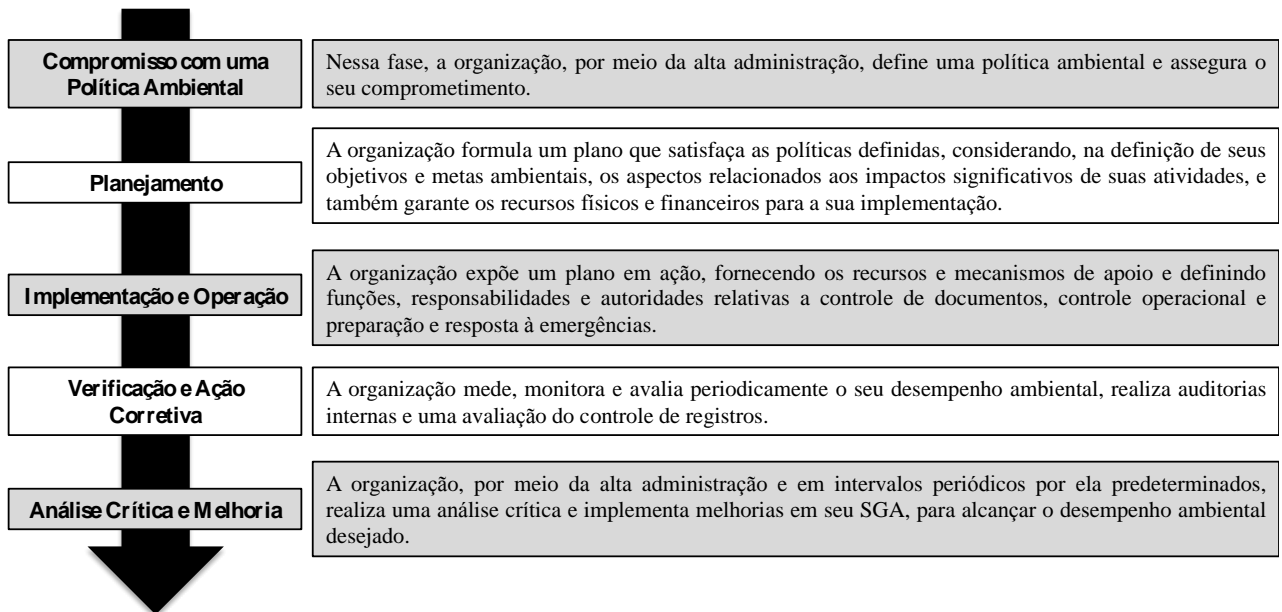 Compromisso com uma
Política Ambiental
Nessa fase, a organização, por meio da alta administração, define uma política ambiental e assegura o
seu comprometimento.
Planejamento
A organização formula um plano que satisfaça as políticas definidas, considerando, na definição de seus
objetivos e metas ambientais, os aspectos relacionados aos impactos significativos de suas atividades, e
também garante os recursos físicos e financeiros para a sua implementação.
Implementação e Operação
A organização expõe um plano em ação, fornecendo os recursos e mecanismos de apoio e definindo
funções, responsabilidades e autoridades relativas a controle de documentos, controle operacional e
preparação e resposta à emergências.
Verificação e Ação
Corretiva
A organização mede, monitora e avalia periodicamente o seu desempenho ambiental, realiza auditorias
internas e uma avaliação do controle de registros.
Análise Crítica e Melhoria
A organização, por meio da alta administração e em intervalos periódicos por ela predeterminados,
realiza uma análise crítica e implementa melhorias em seu SGA, para alcançar o desempenho ambiental
desejado.